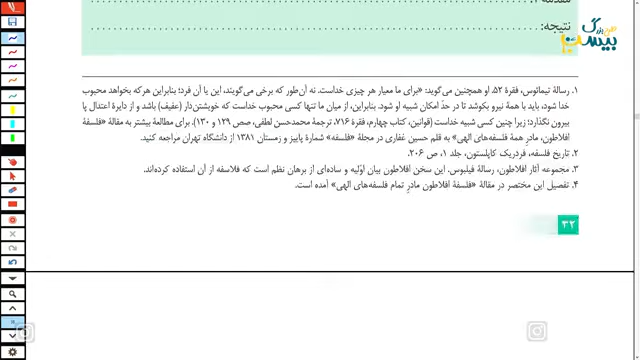 نتیجه:
بیست
۱. رسالهٔ تیمائوس، فقرهٔ ۵۲. او همچنین می‌گوید: «برای ما معیار هر چیزی خداست. نه آن‌طور که برخی می‌گویند، این یا آن فرد؛ بنابراین هر که بخواهد محبوب
خدا شود، باید با همهٔ نیرو بکوشد تا در حدّ امکان شبیه او شود. بنابراین، از میان ما تنها کسی محبوب خداست که خویشتن‌دار (عفیف) باشد و از دایرهٔ اعتدال پا
بیرون نگذارد؛ زیرا چنین کسی شبیه خداست (قوانین، کتاب چهارم، فقرهٔ ۷۱۶، ترجمهٔ محمدحسن لطفی، صص ۱۲۹ و ۱۳۰). برای مطالعهٔ بیشتر به مقالهٔ «فلسفهٔ
افلاطون، مادرِ همهٔ فلسفه‌های الهی» به قلم حسین غفاری در مجلهٔ «فلسفه» شمارهٔ پاییز و زمستان ۱۳۸۱ از دانشگاه تهران مراجعه کنید.
۲. تاریخ فلسفه، فردریک کاپلستون، جلد ۱، ص ۲۰۶.
۳. مجموعه آثار افلاطون، رسالهٔ فیلبوس. این سخن افلاطون بیان اوّلیه و ساده‌ای از برهان نظم است که فلاسفه از آن استفاده کرده‌اند.
۴. تفصیل این مختصر در مقالهٔ «فلسفهٔ افلاطون مادرِ تمام فلسفه‌های الهی» آمده است.
۳۲